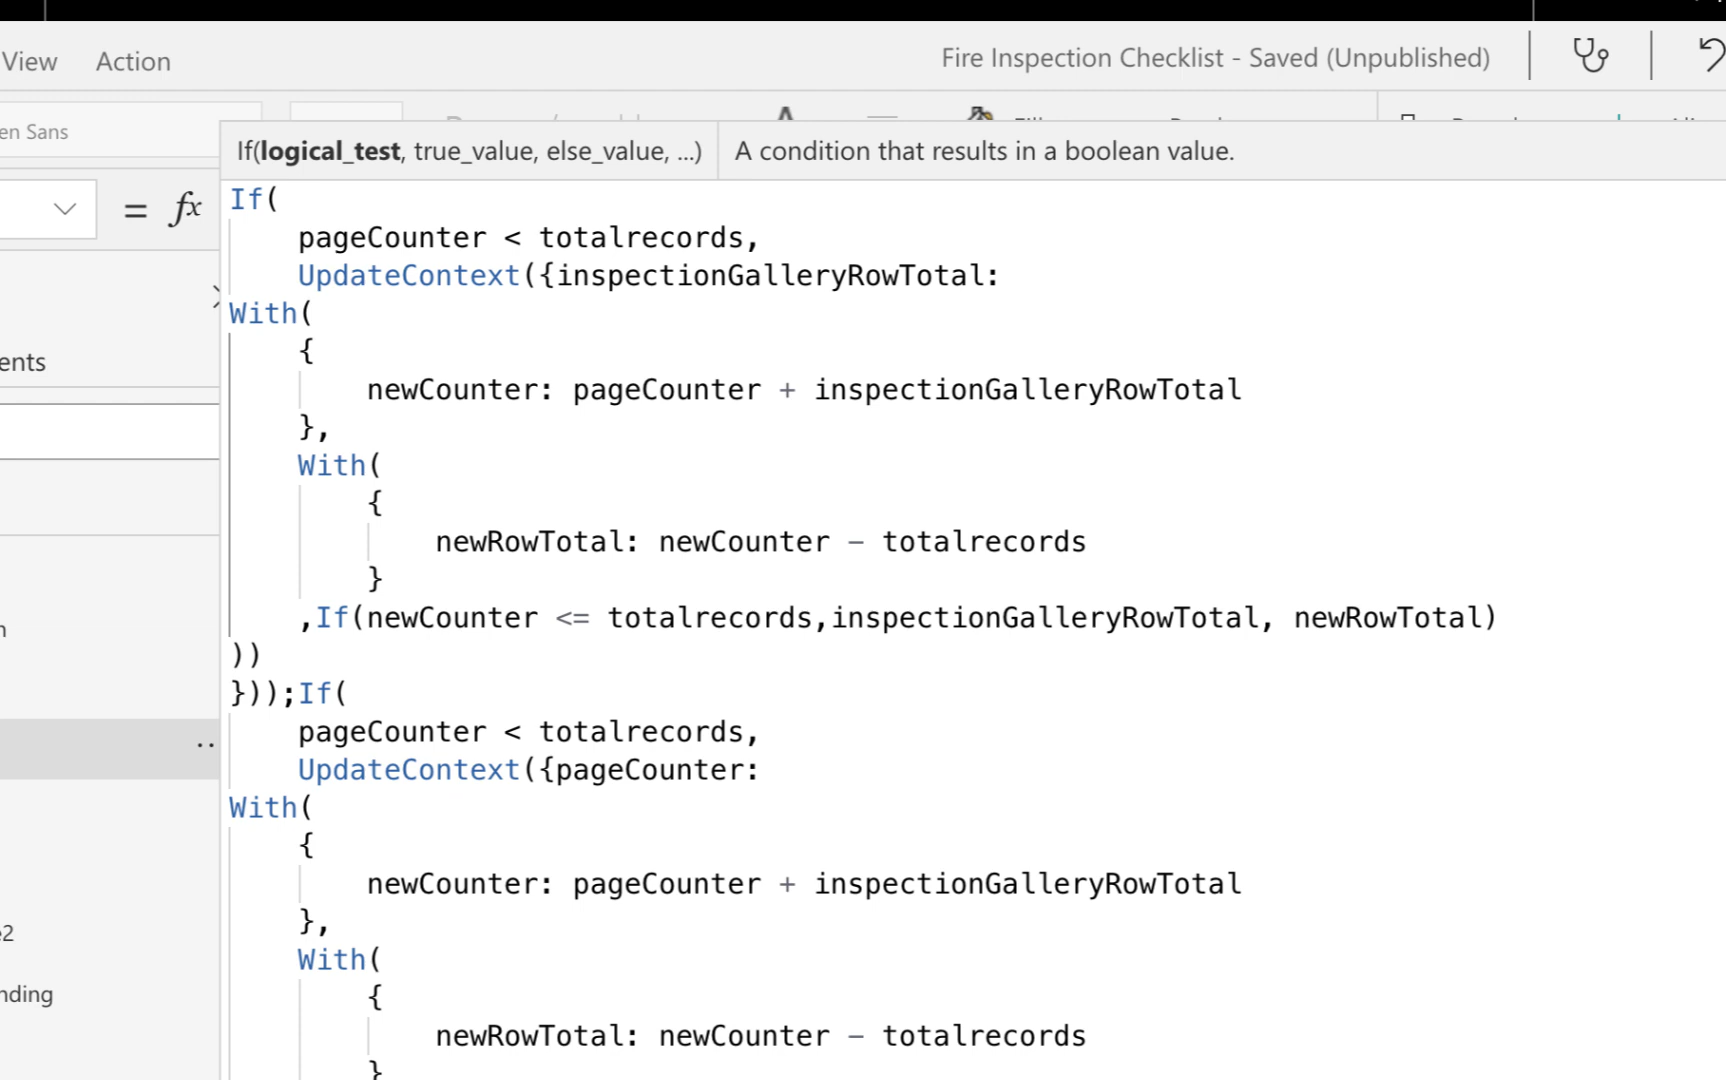 View Action Fire Inspection Checklist - Saved (Unpublished)
en Sans
If(logical_test, true_value, else_value, ...) A condition that results in a boolean value.
= fx
If(
pageCounter < totalrecords,
UpdateContext({inspectionGalleryRowTotal:
With(
{
ents
newCounter: pageCounter + inspectionGalleryRowTotal
},
With(
{
newRowTotal: newCounter - totalrecords
}
,If(newCounter <= totalrecords,inspectionGalleryRowTotal, newRowTotal)
))
}));If(
pageCounter < totalrecords,
UpdateContext({pageCounter:
With(
{
newCounter: pageCounter + inspectionGalleryRowTotal
},
With(
{
nding
newRowTotal: newCounter - totalrecords
}